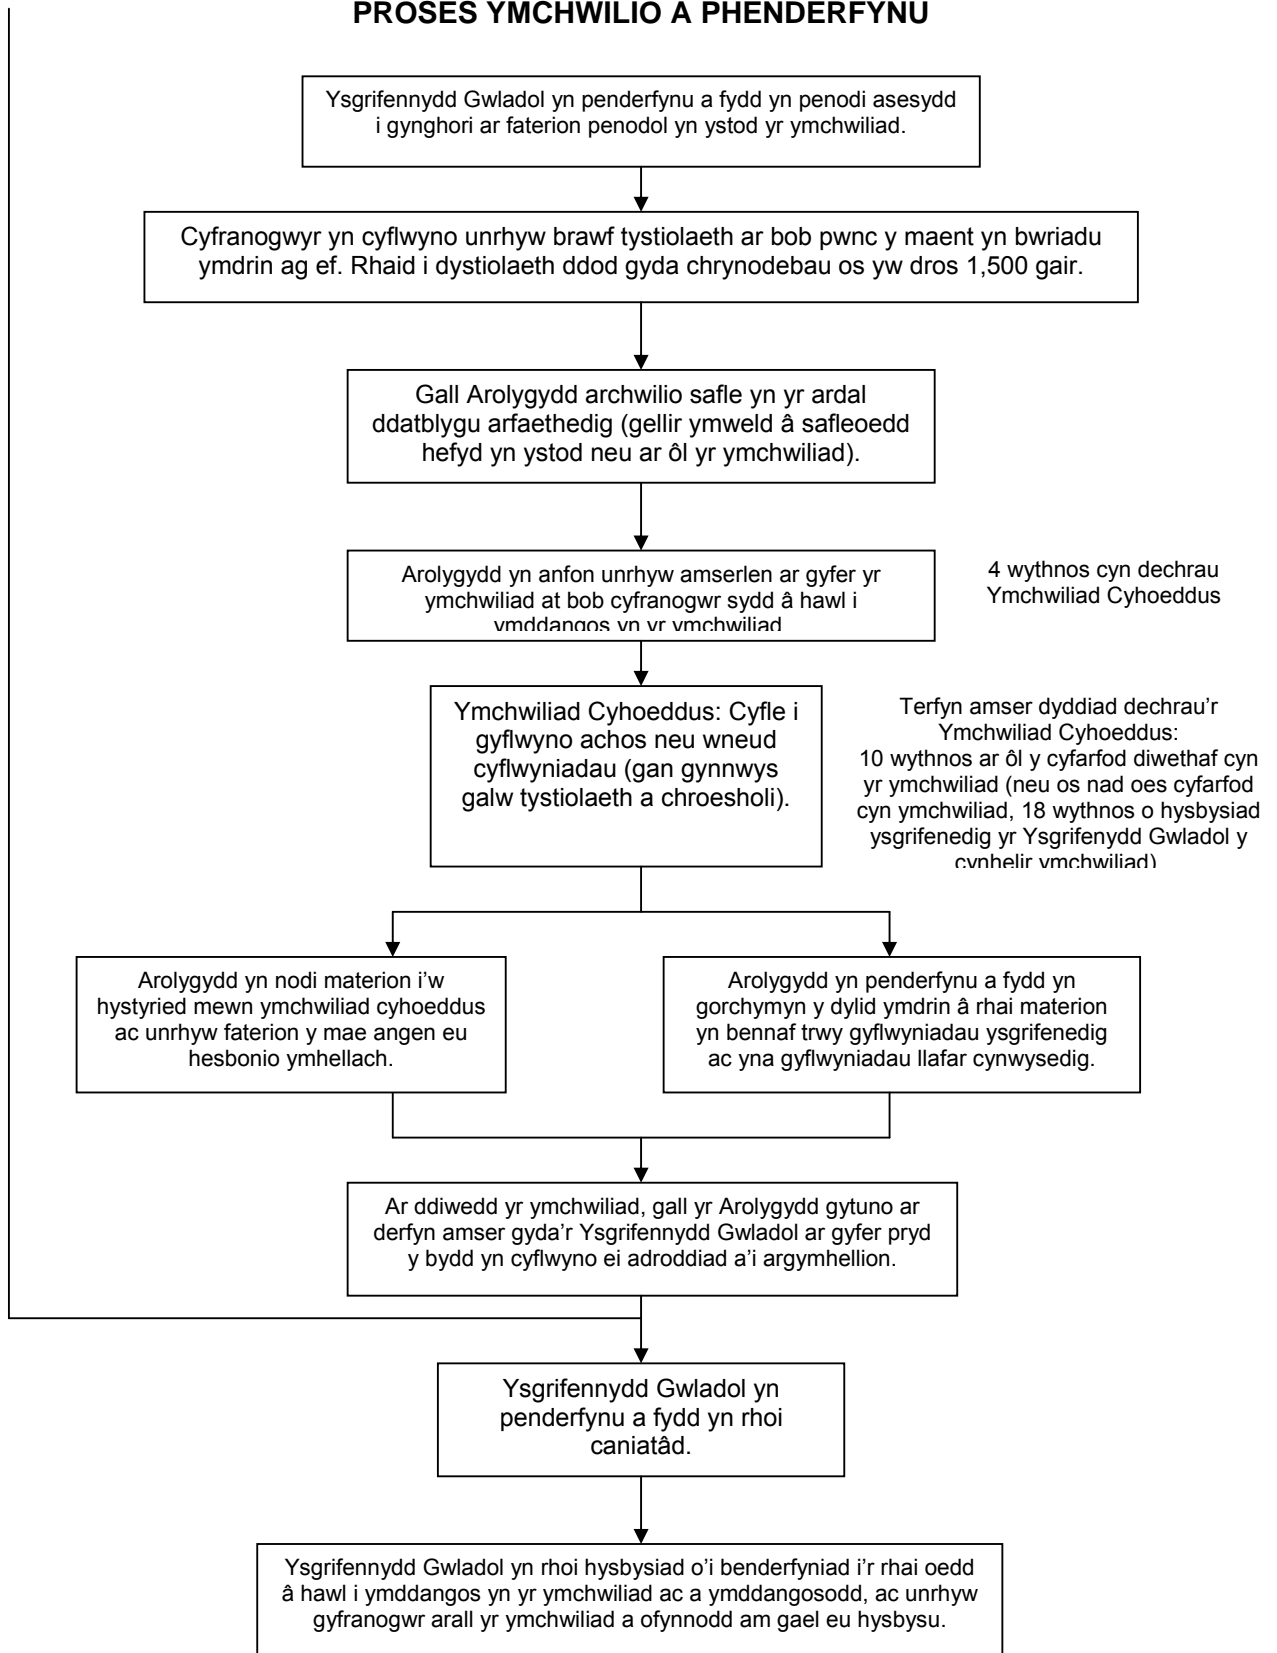 PROSES YMCHWILIO A PHENDERFYNU
Ysgrifennydd Gwladol yn penderfynu a fydd yn penodi asesydd
i gynghori ar faterion penodol yn ystod yr ymchwiliad.
Cyfranogwyr yn cyflwyno unrhyw brawf tystiolaeth ar bob pwnc y maent yn bwriadu
ymdrin ag ef. Rhaid i dystiolaeth ddod gyda chrynodebau os yw dros 1,500 gair.
Gall Arolygydd archwilio safle yn yr ardal
ddatblygu arfaethedig (gellir ymweld â safleoedd
hefyd yn ystod neu ar ôl yr ymchwiliad).
Arolygydd yn anfon unrhyw amserlen ar gyfer yr
ymchwiliad at bob cyfranogwr sydd â hawl i
ymddangos yn yr ymchwiliad
4 wythnos cyn dechrau
Ymchwiliad Cyhoeddus
Ymchwiliad Cyhoeddus: Cyfle i
gyflwyno achos neu wneud
cyflwyniadau (gan gynnwys
galw tystiolaeth a chroesholi).
Terfyn amser dyddiad dechrau'r
Ymchwiliad Cyhoeddus:
10 wythnos ar ôl y cyfarfod diwethaf cyn
yr ymchwiliad (neu os nad oes cyfarfod
cyn ymchwiliad, 18 wythnos o hysbysiad
ysgrifenedig yr Ysgrifenydd Gwladol y
cynhelir ymchwiliad)
Arolygydd yn nodi materion i'w
hystyried mewn ymchwiliad cyhoeddus
ac unrhyw faterion y mae angen eu
hesbonio ymhellach.
Arolygydd yn penderfynu a fydd yn
gorchymyn y dylid ymdrin â rhai materion
yn bennaf trwy gyflwyniadau ysgrifenedig
ac yna gyflwyniadau llafar cynwysedig.
Ar ddiwedd yr ymchwiliad, gall yr Arolygydd gytuno ar
derfyn amser gyda'r Ysgrifennydd Gwladol ar gyfer pryd
y bydd yn cyflwyno ei adroddiad a'i argymhellion.
Ysgrifennydd Gwladol yn
penderfynu a fydd yn rhoi
caniatâd.
Ysgrifennydd Gwladol yn rhoi hysbysiad o'i benderfyniad i'r rhai oedd
â hawl i ymddangos yn yr ymchwiliad ac a ymddangosodd, ac unrhyw
gyfranogwr arall yr ymchwiliad a ofynnodd am gael eu hysbysu.